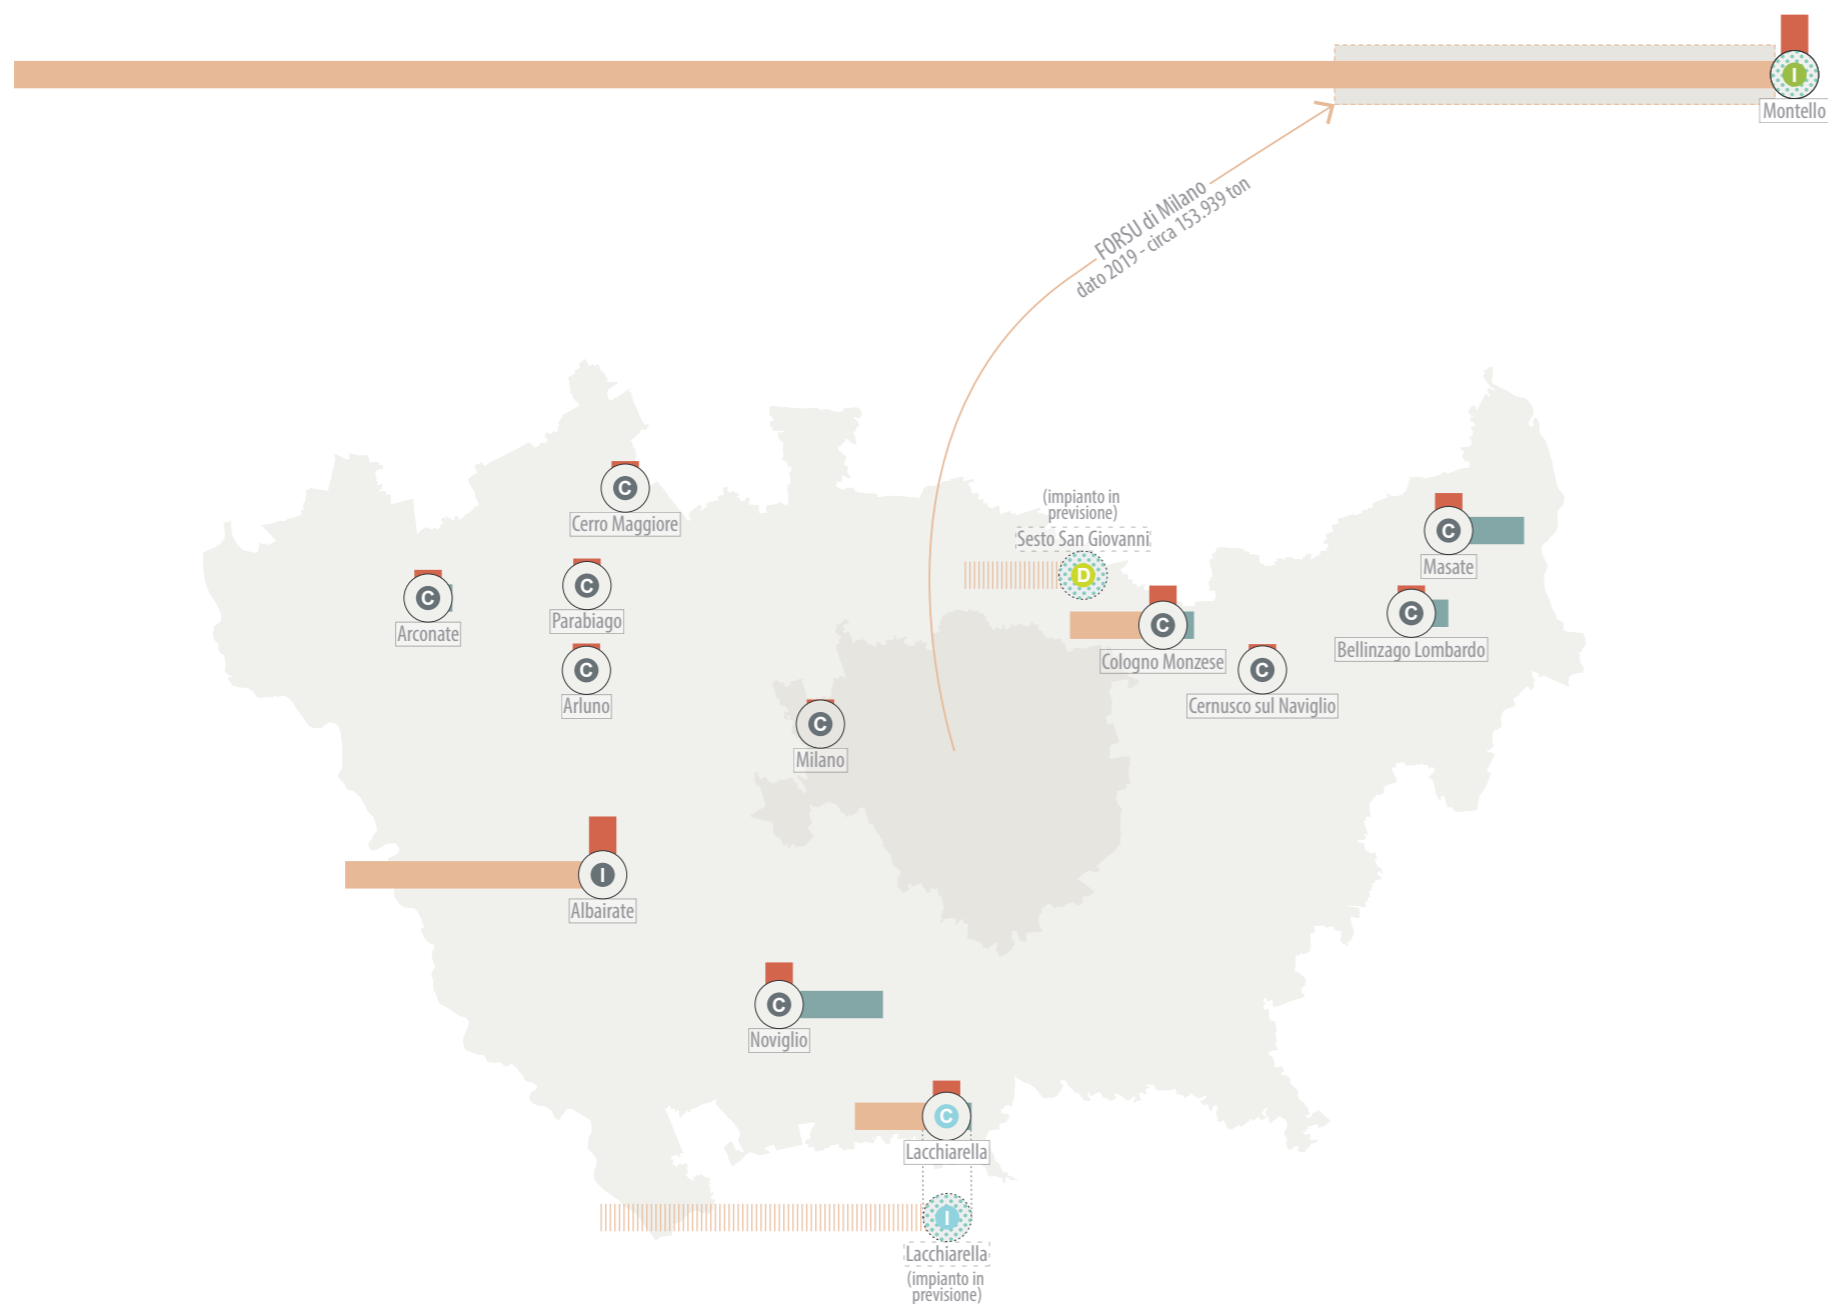 I
Montello
FORSU di Milano
dato 2019 - circa 153.939 ton
C
Cerro Maggiore
(impianto in
previsione)
Sesto San Giovanni
D
C
Masate
C
Arconate
C
Parabiago
C
Cologno Monzese
C
Bellinzago Lombardo
C
Arluno
C
Cernusco sul Naviglio
C
Milano
I
Albairate
C
Noviglio
C
Lacchiarella
I
Lacchiarella
(impianto in
previsione)